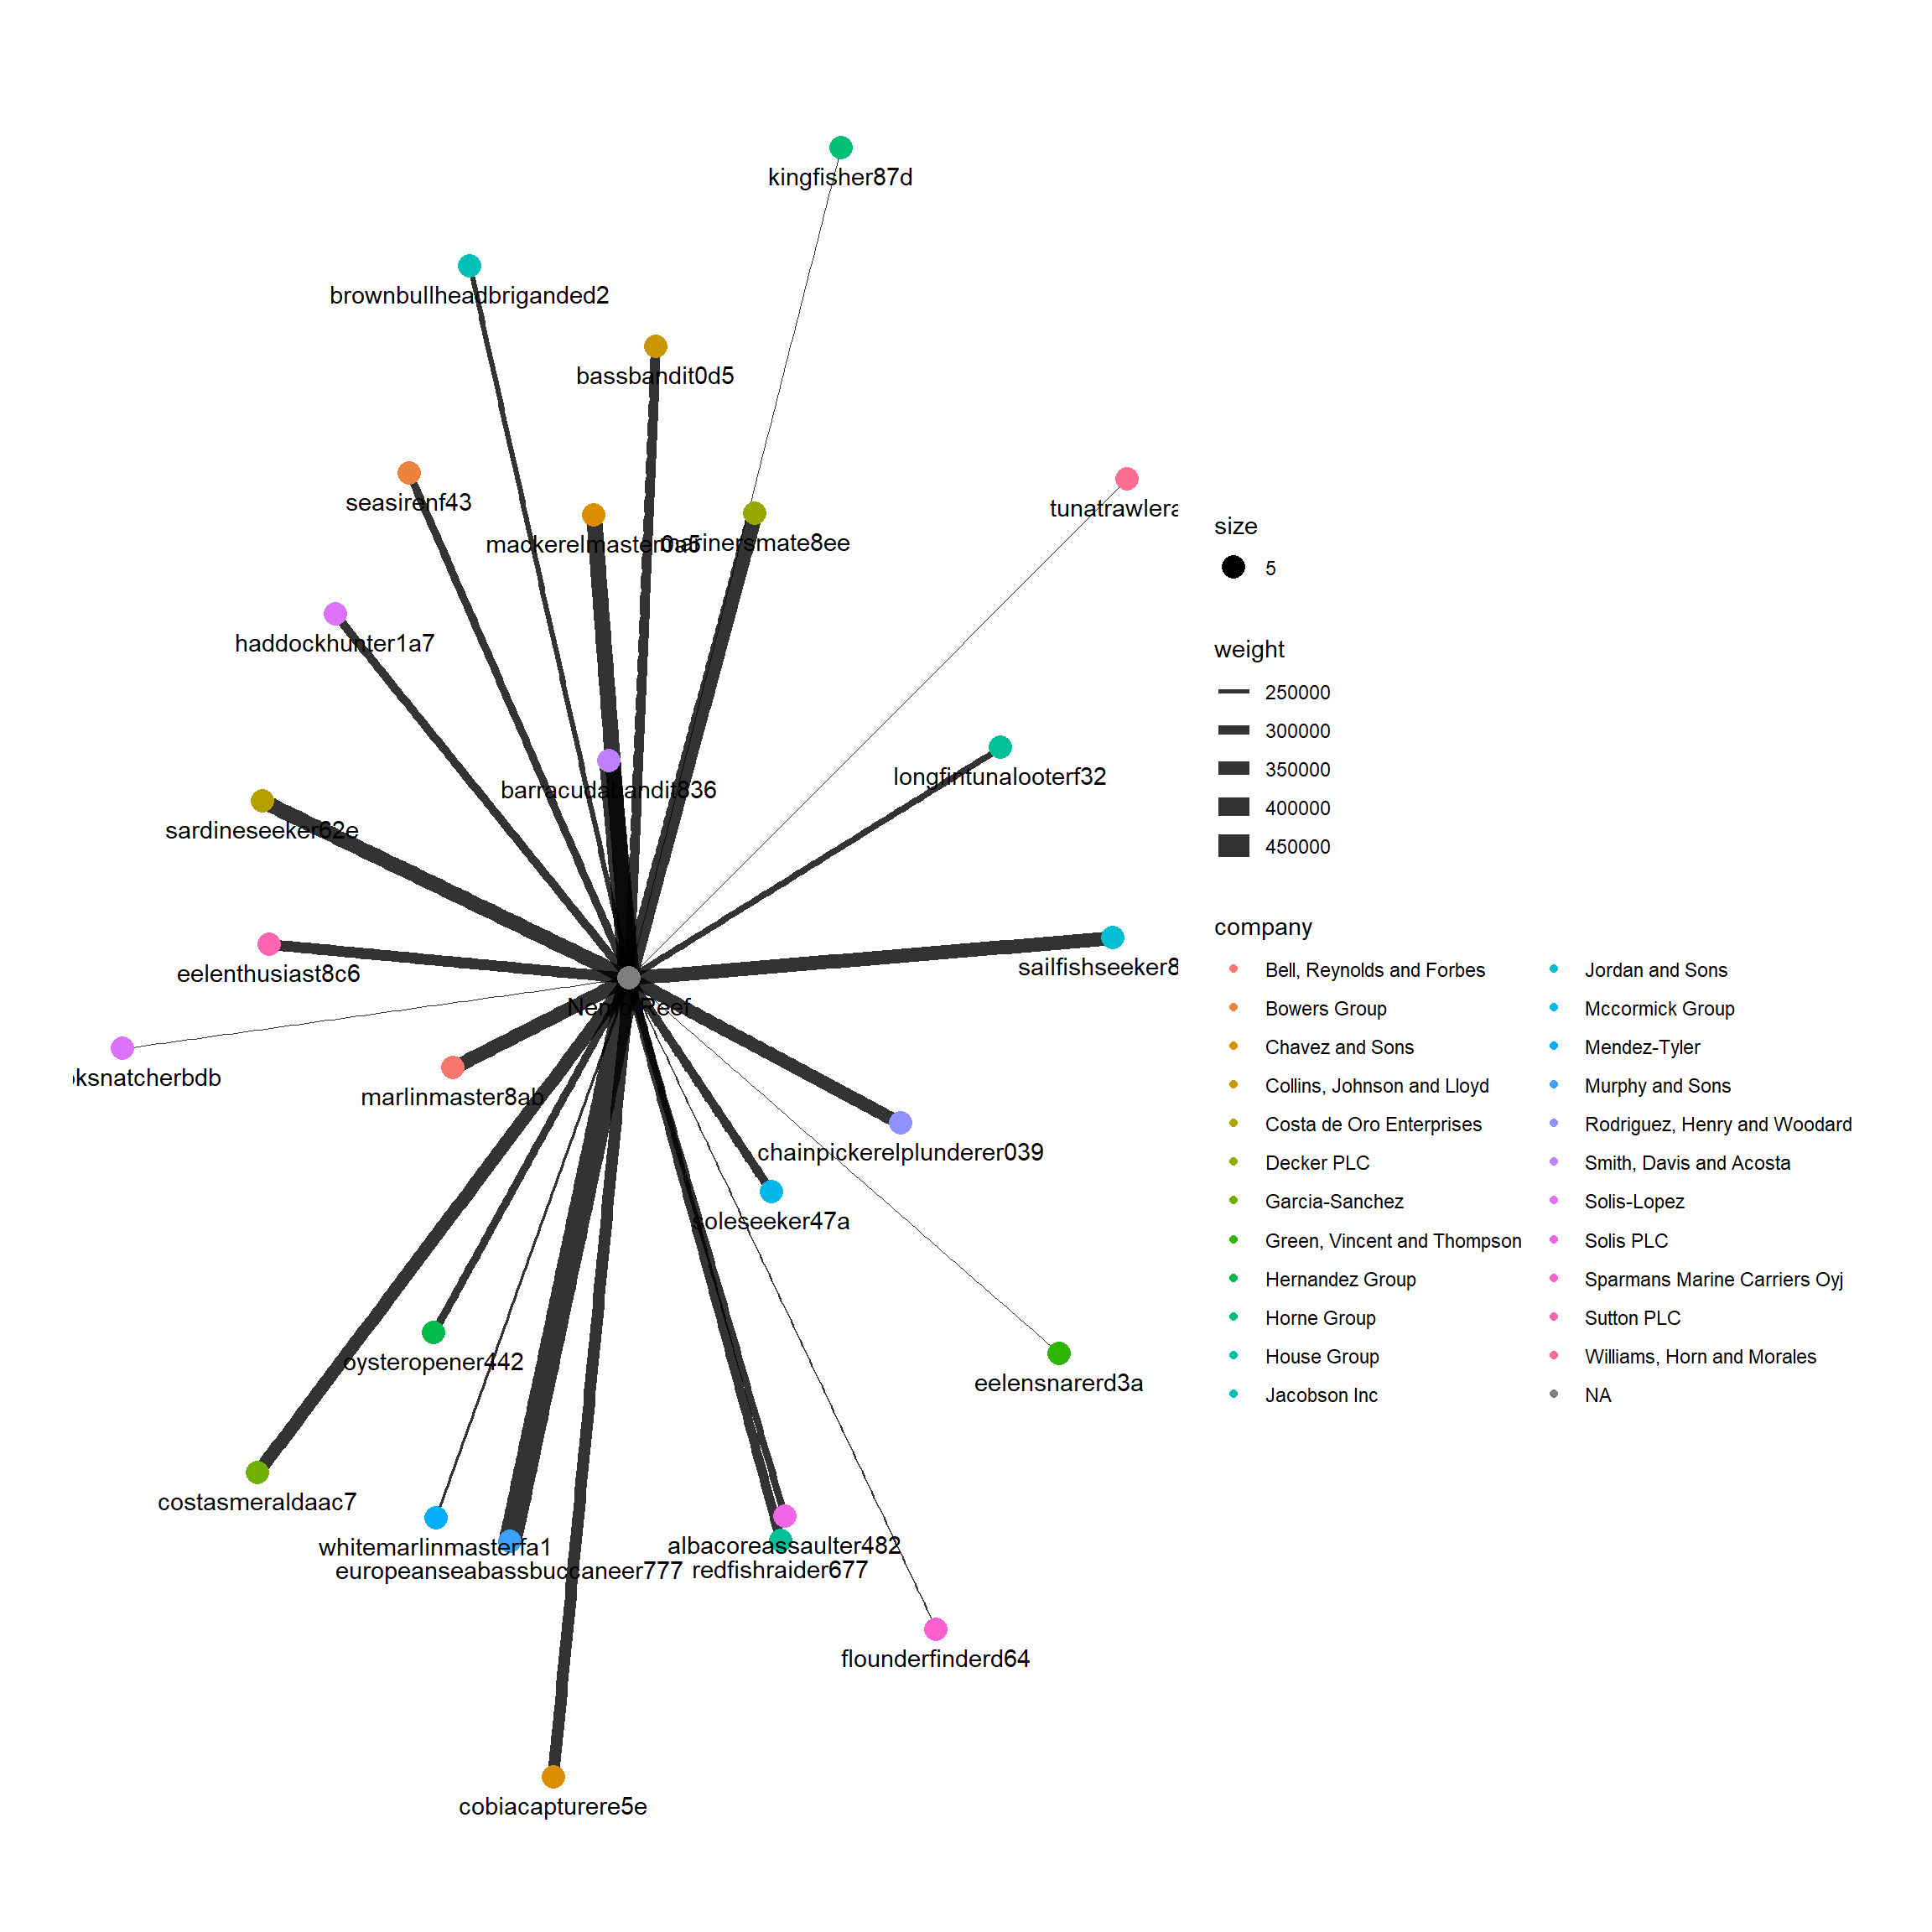 kingfisher87d
brownbullheadbriganded2
bassbandit0d5
seasirenf43
tunatrawlera
mackerelmaster0a5
marinersmate8ee
haddockhunter1a7
longfintunalooterf32
barracudabandit836
sardineseeker62e
sailfishseeker8
eelenthusiast8c6
Nemo Reef
ksnatcherbdb
marlinmaster8ab
chainpickerelplunderer039
soleseeker47a
oysteropener442
eelensnarerd3a
costasmeraldaac7
whitemarlinmasterfa1
albacoreassaulter482
europeanseabassbuccaneer777
redfishraider677
flounderfinderd64
cobiacapturere5e
size
5
weight
250000
300000
350000
400000
450000
company
Bell, Reynolds and Forbes
Bowers Group
Chavez and Sons
Collins, Johnson and Lloyd
Costa de Oro Enterprises
Decker PLC
Garcia-Sanchez
Green, Vincent and Thompson
Hernandez Group
Horne Group
House Group
Jacobson Inc
Jordan and Sons
Mccormick Group
Mendez-Tyler
Murphy and Sons
Rodriguez, Henry and Woodard
Smith, Davis and Acosta
Solis-Lopez
Solis PLC
Sparmans Marine Carriers Oyj
Sutton PLC
Williams, Horn and Morales
NA